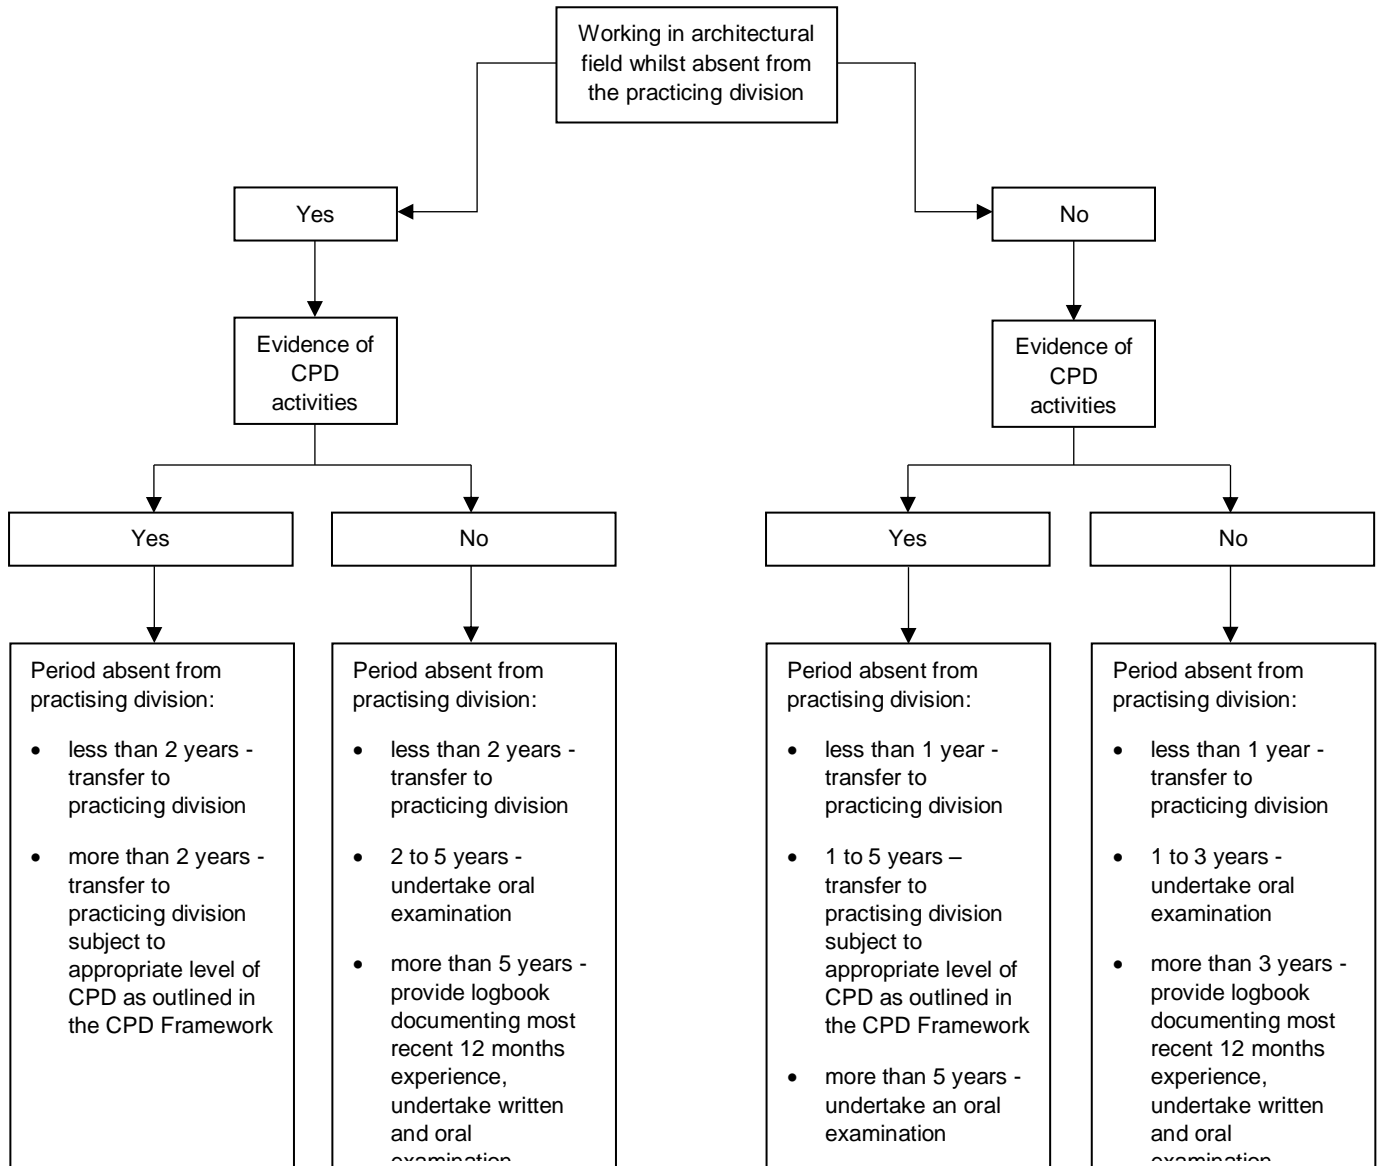 Working in architectural
field whilst absent from
the practicing division
Yes
No
Evidence of
CPD
activities
Evidence of
CPD
activities
Yes
No
Yes
No
Period absent from
practising division:
• less than 2 years -
transfer to
practicing division
• more than 2 years -
transfer to
practicing division
subject to
appropriate level of
CPD as outlined in
the CPD Framework
Period absent from
practising division:
• less than 2 years -
transfer to
practicing division
• 2 to 5 years -
undertake oral
examination
• more than 5 years -
provide logbook
documenting most
recent 12 months
experience,
undertake written
and oral
examination
Period absent from
practising division:
• less than 1 year -
transfer to
practicing division
• 1 to 5 years –
transfer to
practising division
subject to
appropriate level of
CPD as outlined in
the CPD Framework
• more than 5 years -
undertake an oral
examination
Period absent from
practising division:
• less than 1 year -
transfer to
practicing division
• 1 to 3 years -
undertake oral
examination
• more than 3 years -
provide logbook
documenting most
recent 12 months
experience,
undertake written
and oral
examination